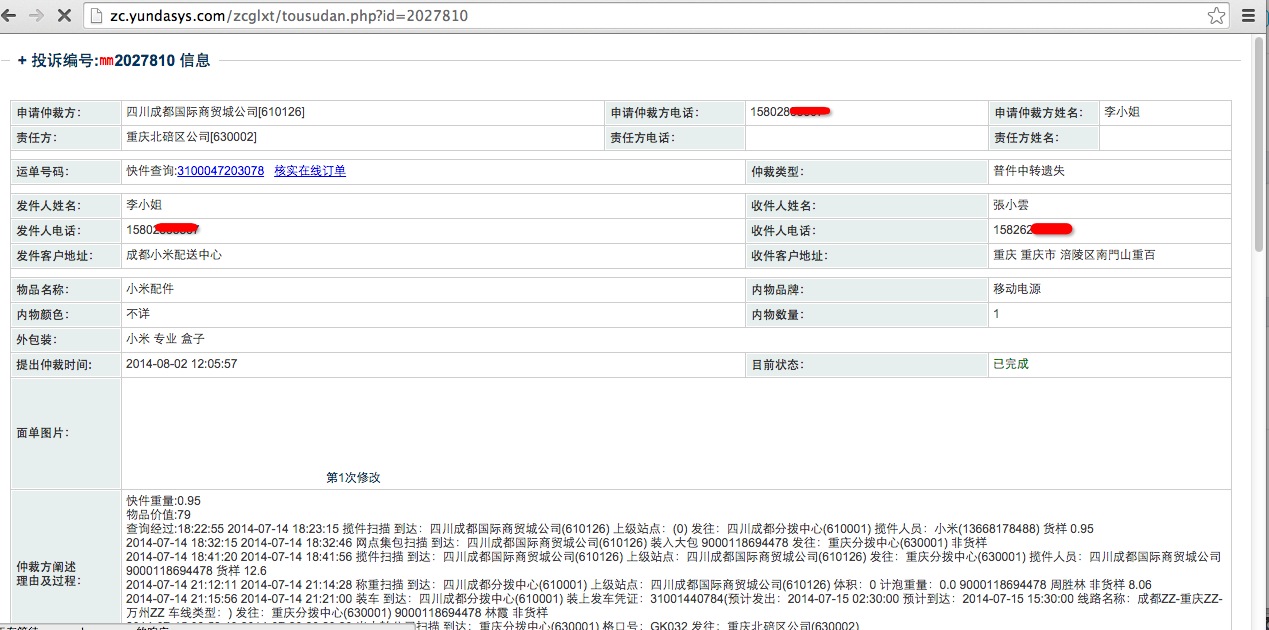 zc.yundasys.com/zcglxt/tousudan.php?id=2027810
+ 投诉编号:mm2027810 信息
申请仲裁方: 四川成都国际商贸城公司[610126] 申请仲裁方电话: 15802 申请仲裁方姓名: 李小姐
责任方: 重庆北碚区公司[630002] 责任方电话: 责任方姓名:
运单号码: 快件查询:3100047203078 核实在线订单 仲裁类型: 普件中转遗失
发件人姓名: 李小姐 收件人姓名: 張小雲
发件人电话: 15802 收件人电话: 158262
发件客户地址: 成都小米配送中心 收件客户地址: 重庆 重庆市 涪陵区南門山重百
物品名称: 小米配件 内物品牌: 移动电源
内物颜色: 不详 内物数量: 1
外包装: 小米 专业 盒子
提出仲裁时间: 2014-08-02 12:05:57 目前状态: 已完成
面单图片:
第1次修改
仲裁方阐述
理由及过程:
快件重量:0.95
物品价值:79
查询经过:18:22:55 2014-07-14 18:23:15 揽件扫描 到达：四川成都国际商贸城公司(610126) 上级站点：(0) 发往：四川成都分拨中心(610001) 揽件人员：小米(13668178488) 货样 0.95
2014-07-14 18:32:15 2014-07-14 18:32:46 网点集包扫描 到达：四川成都国际商贸城公司(610126) 装入大包 9000118694478 发往：重庆分拨中心(630001) 非货样
2014-07-14 18:41:20 2014-07-14 18:41:56 揽件扫描 到达：四川成都国际商贸城公司(610126) 上级站点：四川成都国际商贸城公司(610126) 发往：重庆分拨中心(630001) 揽件人员：四川成都国际商贸城公司
9000118694478 货样 12.6
2014-07-14 21:12:11 2014-07-14 21:14:28 称重扫描 到达：四川成都分拨中心(610001) 上级站点：四川成都国际商贸城公司(610126) 体积：0 计泡重量：0.0 9000118694478 周胜林 非货样 8.06
2014-07-14 21:15:56 2014-07-14 21:21:00 装车 到达：四川成都分拨中心(610001) 装上发车凭证：31001440784(预计发出：2014-07-15 02:30:00 预计到达：2014-07-15 15:30:00 线路名称：成都ZZ-重庆ZZ-
万州ZZ 车线类型：) 发往：重庆分拨中心(630001) 9000118694478 林霞 非货样
扫描 到达：重庆分拨中心(630001) 格口号：GK032 发往：重庆北碚区公司(630002)